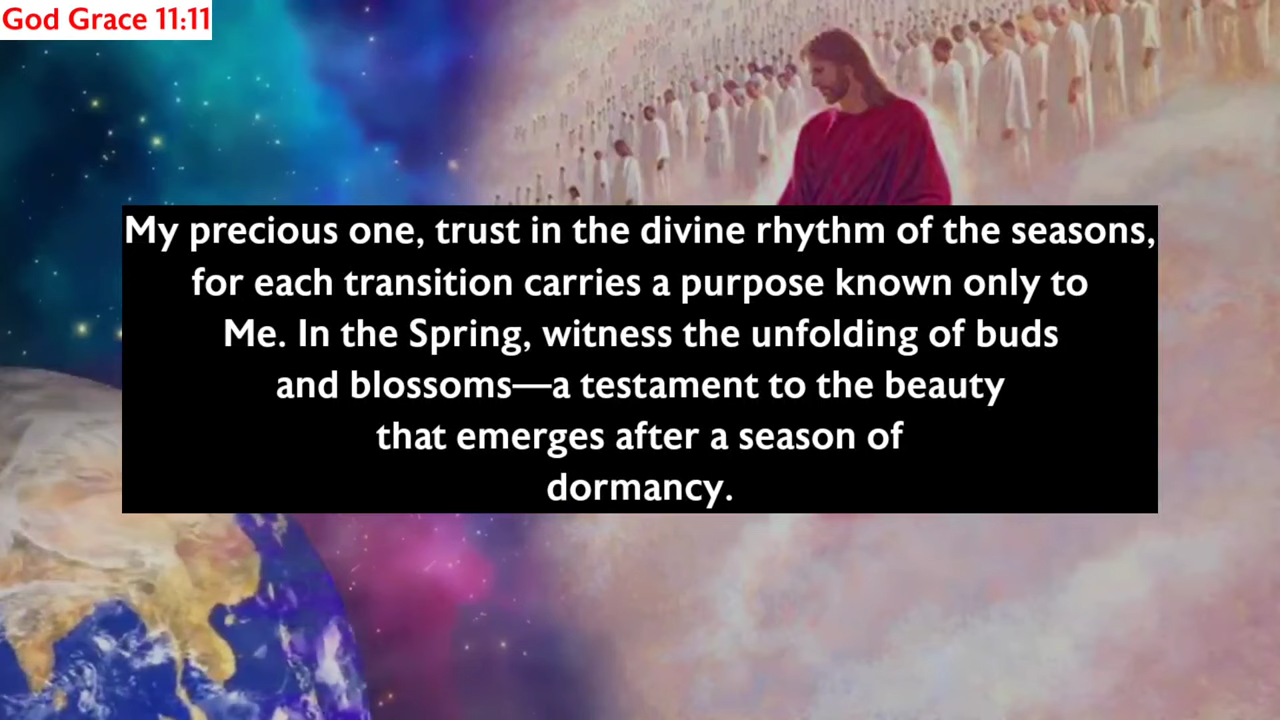 God Grace 11:11
My precious one, trust in the divine rhythm of the seasons,
for each transition carries a purpose known only to
Me. In the Spring, witness the unfolding of buds
and blossoms—a testament to the beauty
that emerges after a season of
dormancy.